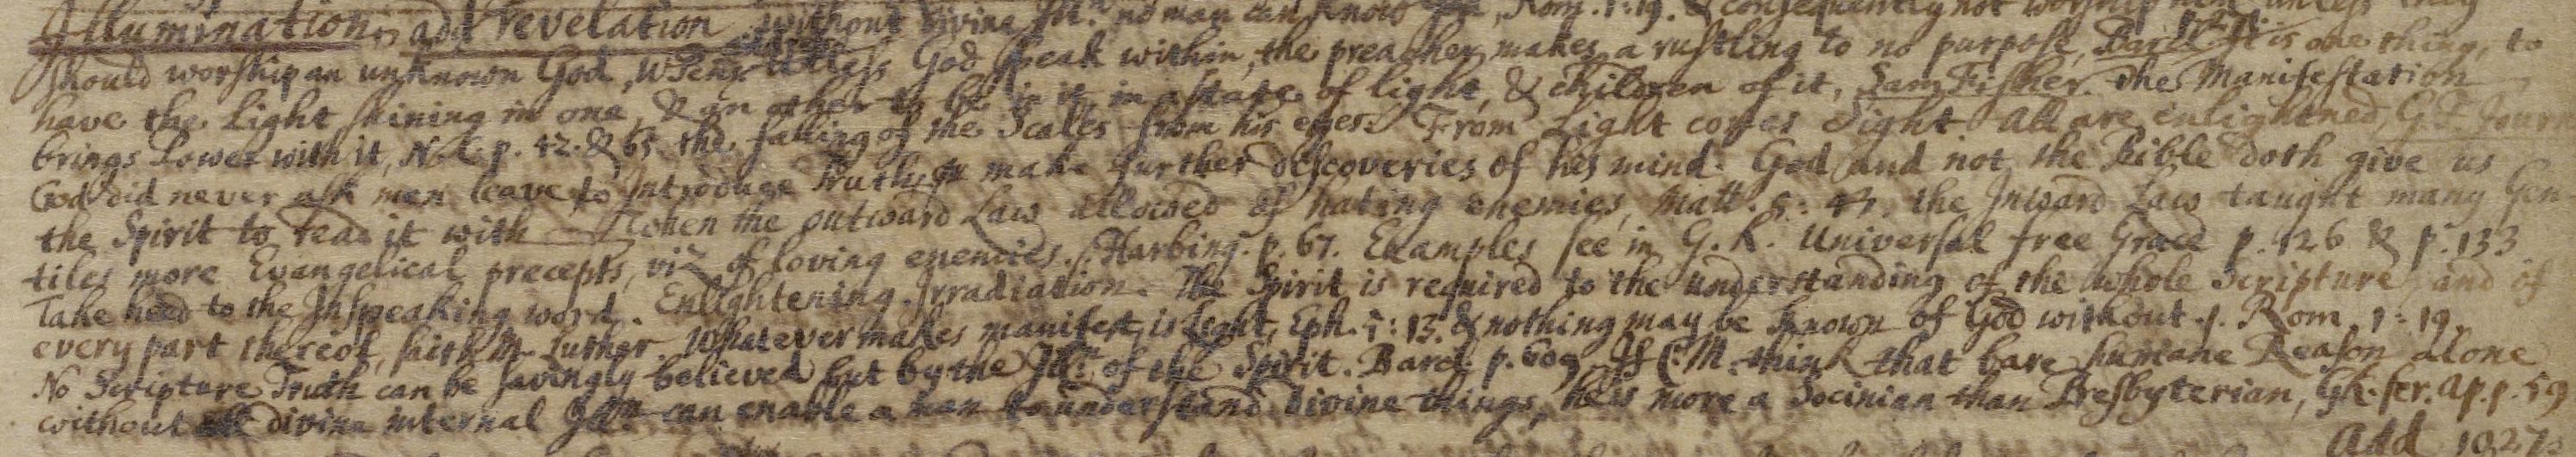 Illumination, add Revelation without divine Ill.n no man can know, Rom. 1:19. & consequently not worship him unless they
should worship an unknown God, unless God speak within, the preacher makes a rustling to no purpose, Barcl. It is one thing, to
have the Light shining in one, & an other to be in it, in a state of light, & children of it, Sam Fisher. the Manifestation
brings Power with it, p. 42. & 65. the falling of the Scales from his eyes. From Light comes Sight. All are enlightned, G.F. Journ
God did never ask men leave to Introduce Truth, or make further discoveries of his mind. God and not the Bible doth give us
the Spirit to read it with When the outward Law allowed of hating enemies, Matt. 5: 43. the Inward Law taught many Gen
tiles more Evangelical precepts, viz of loving enemies. Harbing. p. 67. Examples see in G.K. Universal free Grace p. 126 & p. 133
Take heed to the Inspeaking word. Enlightening. Irradiation. The Spirit is required to the understanding of the whole Scripture, and of
every part thereof, saith M. Luther. Whatever makes manifest, is Light, Eph. 5: 13. & nothing may be known of God without it. Rom. 1: 19.
No Scripture Truth can be savingly believed but by the Ill.n of the Spirit. Barcl. p. 609 If C.M. think that bare humane Reason alone
without divine internal Ill.n can enable a man to understand divine things, he is more a Socinian than Presbyterian, GK. ser. ap. p. 59
Add 1927